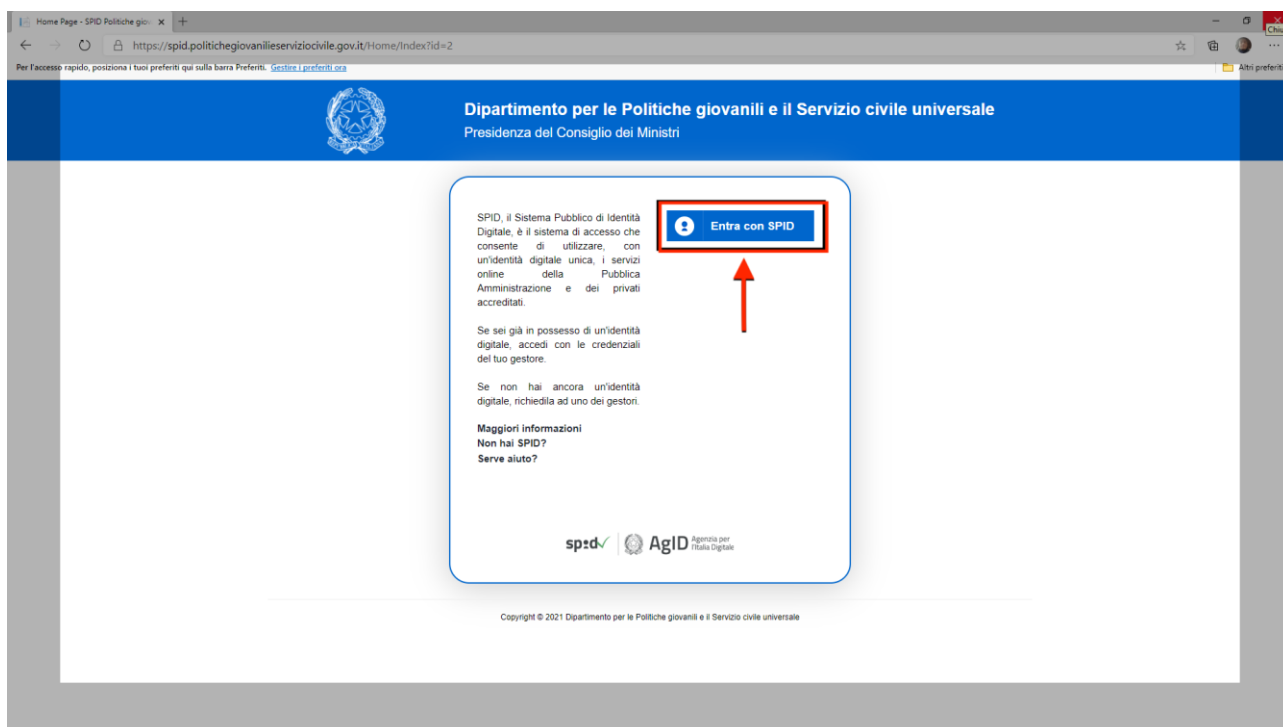 Home Page - SPID Politiche giov
https://spid.politichegiovanilieserviziocivile.gov.it/Home/Index?id=2
Chiu
Per l'accesso rapido, posiziona i tuoi preferiti qui sulla barra Preferiti. Gestire i preferiti ora
Altri preferiti
Dipartimento per le Politiche giovanili e il Servizio civile universale
Presidenza del Consiglio dei Ministri
SPID, il Sistema Pubblico di Identità
Digitale, è il sistema di accesso che
consente di utilizzare, con
un'identità digitale unica, i servizi
online della Pubblica
Amministrazione e dei privati
accreditati.
Se sei già in possesso di un'identità
digitale, accedi con le credenziali
del tuo gestore.
Se non hai ancora un'identità
digitale, richiedila ad uno dei gestori.
Maggiori informazioni
Non hai SPID?
Serve aiuto?
Entra con SPID
spid
AgID Agenzia per
l'Italia Digitale
Copyright © 2021 Dipartimento per le Politiche giovanili e il Servizio civile universale